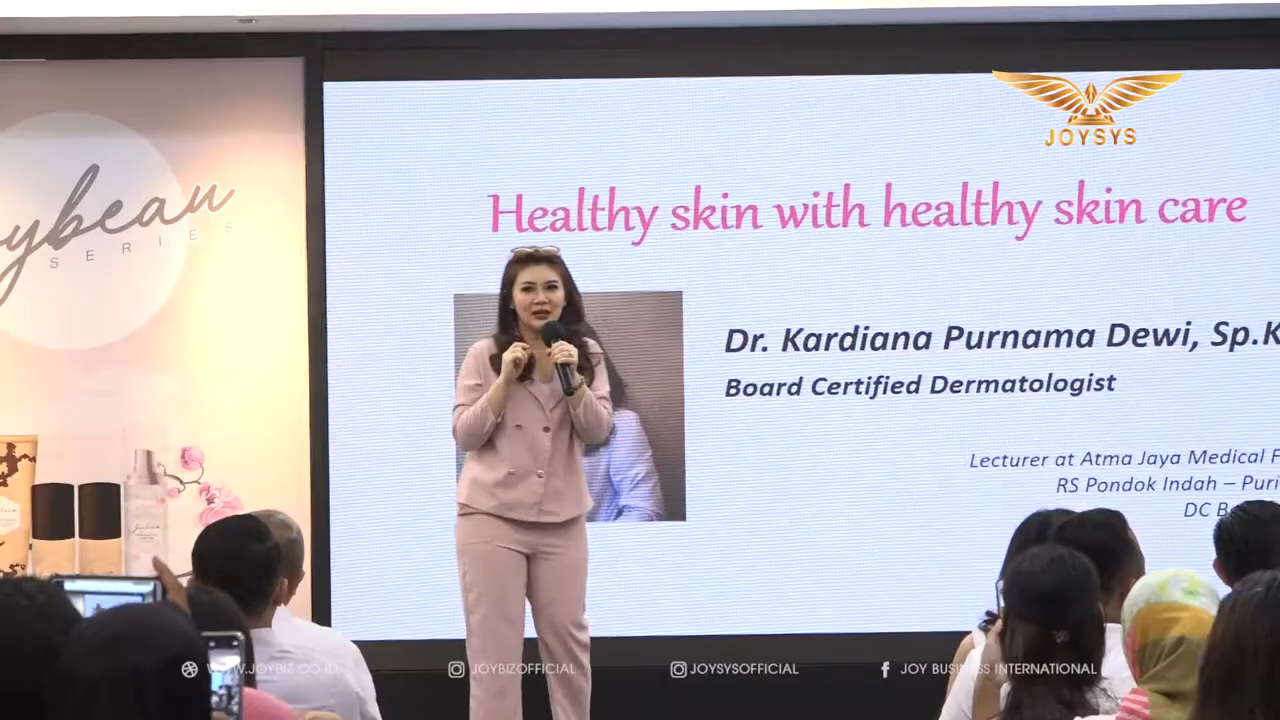 JOYSYS
ybeau
SERIES
Healthy skin with healthy skin care
Dr. Kardiana Purnama Dewi, Sp.K
Board Certified Dermatologist
Lecturer at Atma Jaya Medical F
RS Pondok Indah – Puri
DC B
WWW.JOYBIZ.CO.ID
JOYBIZOFFICIAL
JOYSYSOFFICIAL
JOY BUSINESS INTERNATIONAL